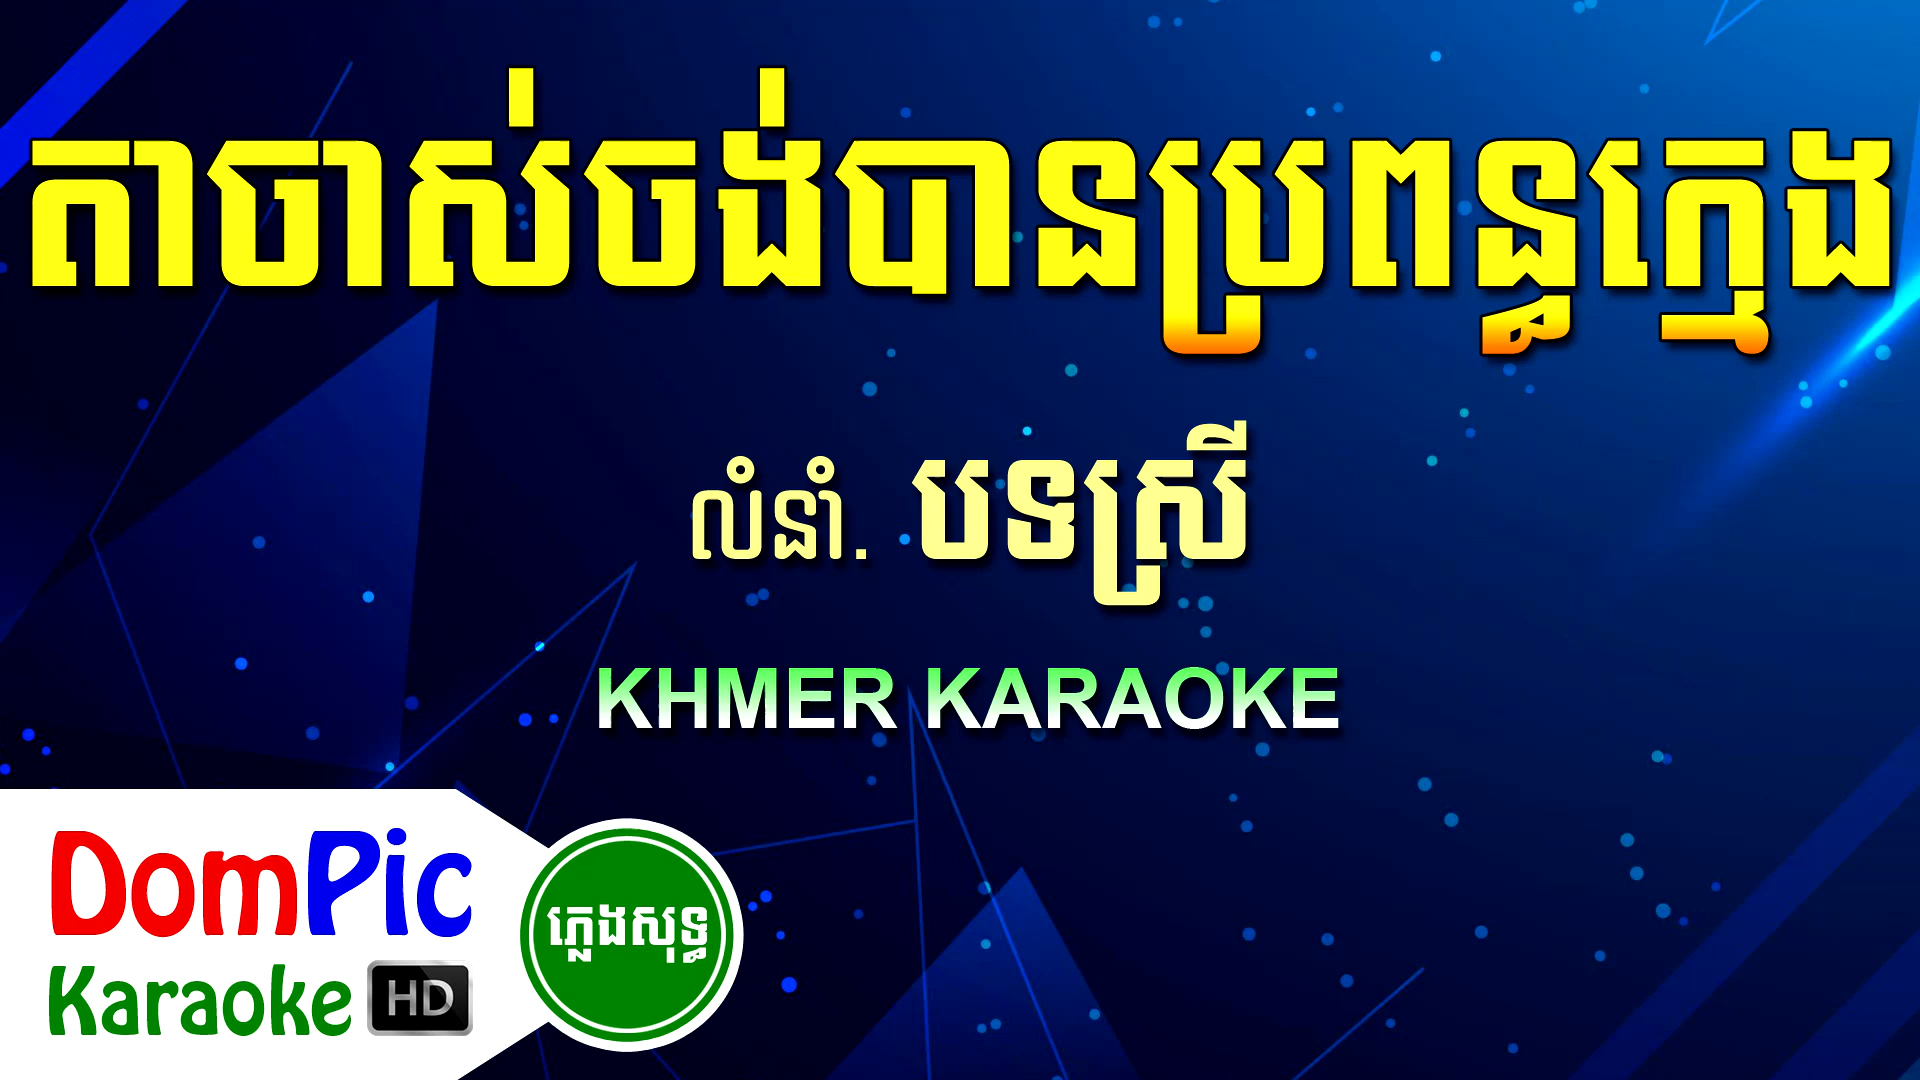 តាចាស់ចង់បានប្រពន្ធក្មេង
លំនាំ. បទស្រី
KHMER KARAOKE
DomPic
Karaoke HD
ភ្លេងសុទ្ធ